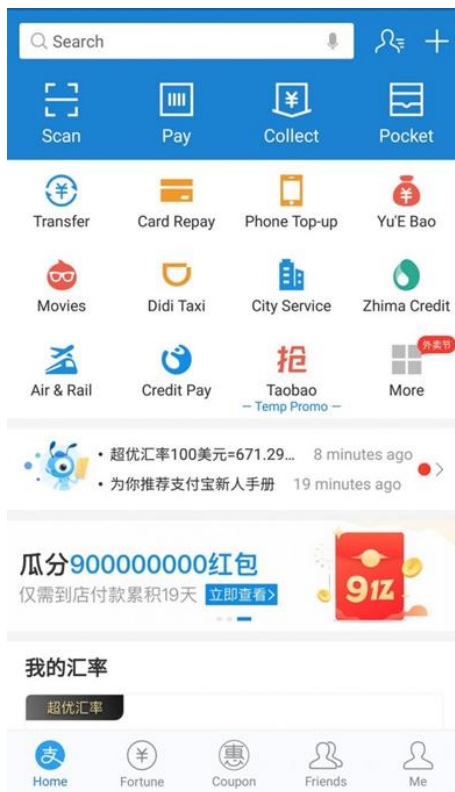 Search
Scan Pay Collect Pocket
Transfer Card Repay Phone Top-up Yu'E Bao
Movies Didi Taxi City Service Zhima Credit
外卖节
抢
Air & Rail Credit Pay Taobao More
– Temp Promo –
• 超优汇率100美元=671.29... 8 minutes ago
• 为你推荐支付宝新人手册 19 minutes ago
瓜分900000000红包
仅需到店付款累积19天 立即查看>
9亿
我的汇率
超优汇率
支 ¥ 惠
Home Fortune Coupon Friends Me